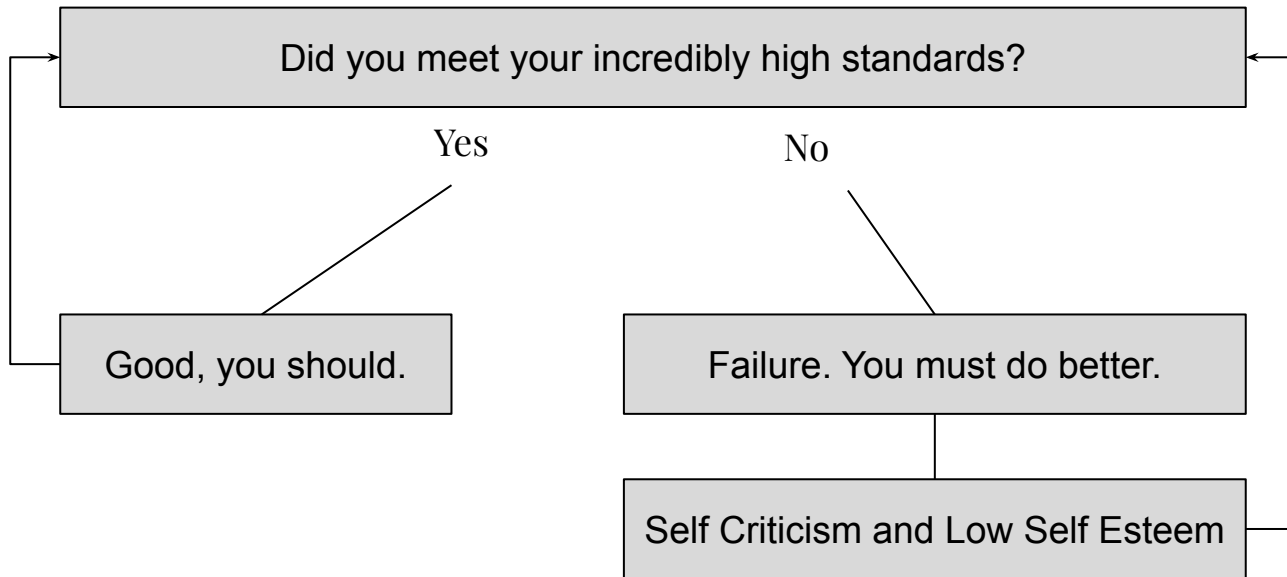 Did you meet your incredibly high standards?
Yes
No
Good, you should.
Failure. You must do better.
Self Criticism and Low Self Esteem